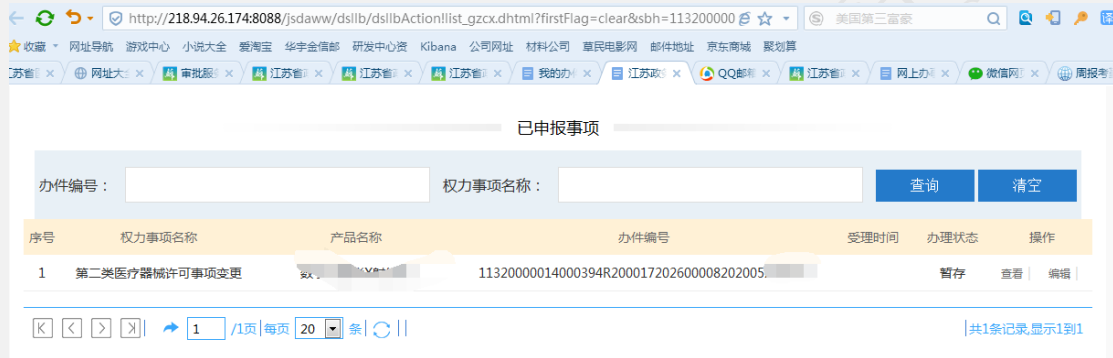 http://218.94.26.174:8088/jsdaww/dsllb/dsllbAction!list_gzcx.dhtml?firstFlag=clear&sbh=113200000 美国第三富豪
收藏 网址导航 游戏中心 小说大全 爱淘宝 华宇金信邮 研发中心资 Kibana 公司网址 材料公司 草民电影网 邮件地址 京东商城 聚划算
江苏省 网址大全 审批服 江苏省 江苏省 江苏省 我的办 江苏政 QQ邮 江苏省 网上办 微信网 周报考
已申报事项
办件编号： 权力事项名称： 查询 清空
序号 权力事项名称 产品名称 办件编号 受理时间 办理状态 操作
1 第二类医疗器械许可事项变更 11320000014000394R200017202600008202005 暂存 查看 编辑
1 /1页 每页 20 条 共1条记录,显示1到1